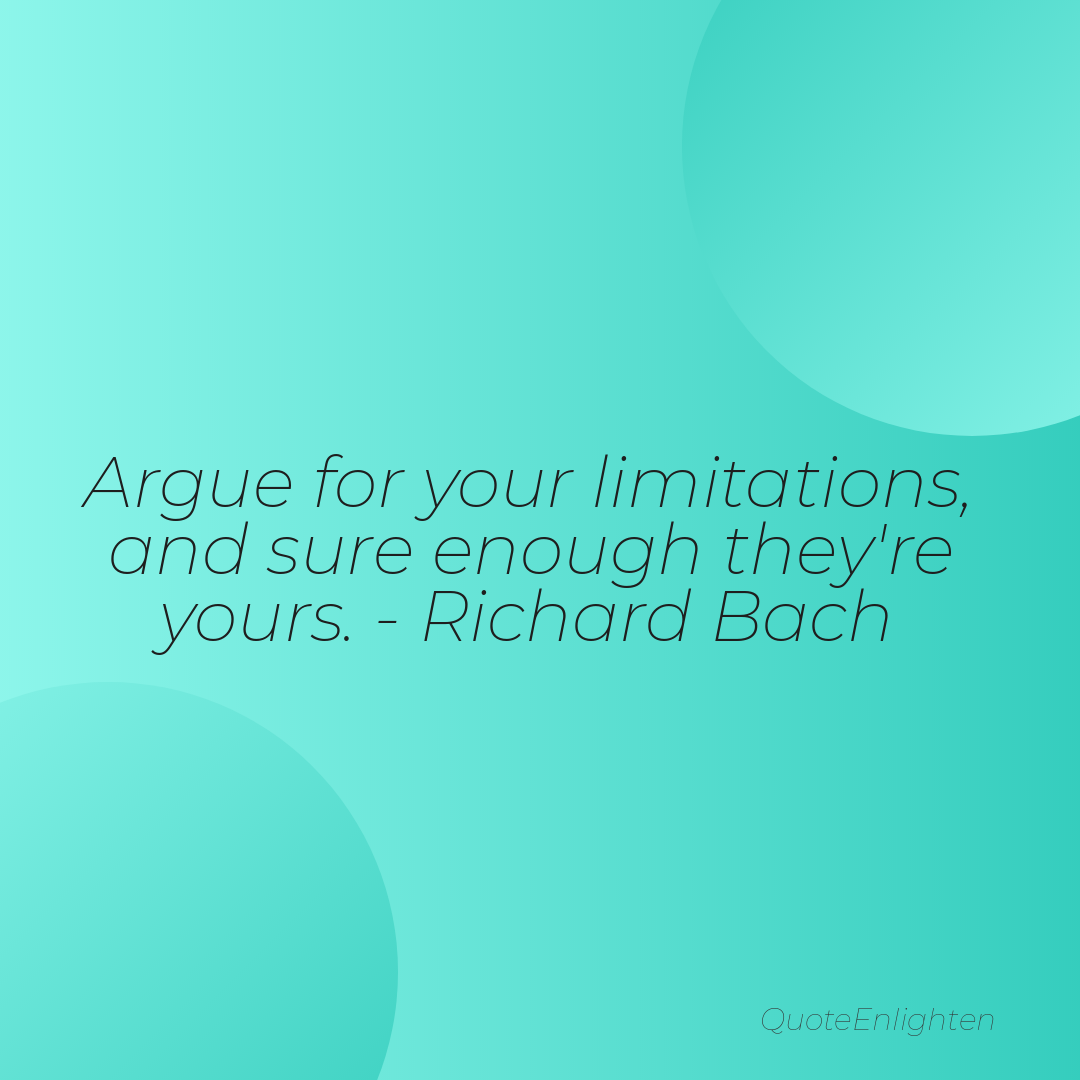 Argue for your limitations,
and sure enough they're
yours. - Richard Bach
QuoteEnlighten